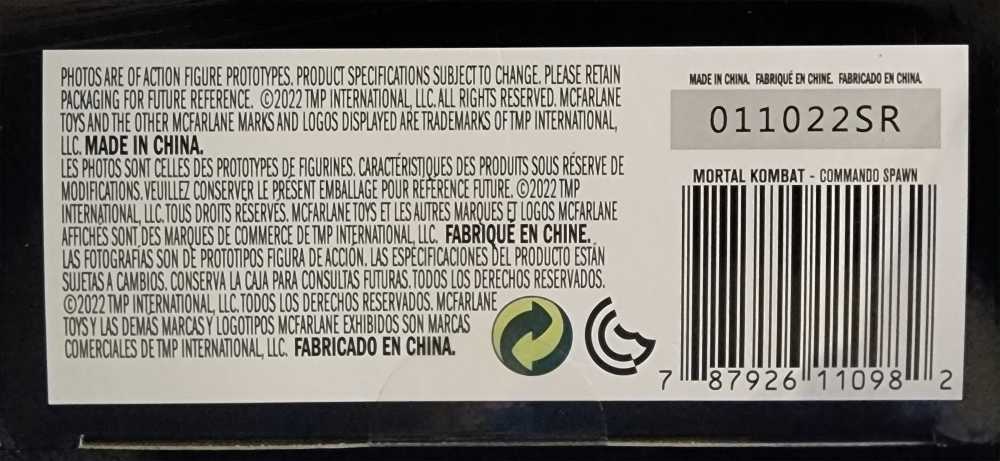 PHOTOS ARE OF ACTION FIGURE PROTOTYPES. PRODUCT SPECIFICATIONS SUBJECT TO CHANGE. PLEASE RETAIN
PACKAGING FOR FUTURE REFERENCE. ©2022 TMP INTERNATIONAL, LLC. ALL RIGHTS RESERVED. MCFARLANE
TOYS AND THE OTHER MCFARLANE MARKS AND LOGOS DISPLAYED ARE TRADEMARKS OF TMP INTERNATIONAL,
LLC. MADE IN CHINA.
LES PHOTOS SONT CELLES DES PROTOTYPES DE FIGURINES. CARACTÉRISTIQUES DES PRODUITS SOUS RÉSERVE DE
MODIFICATIONS. VEUILLEZ CONSERVER LE PRÉSENT EMBALLAGE POUR RÉFÉRENCE FUTURE. ©2022 TMP
INTERNATIONAL, LLC. TOUS DROITS RÉSERVÉS. MCFARLANE TOYS ET LES AUTRES MARQUES ET LOGOS MCFARLANE
AFFICHÉS SONT DES MARQUES DE COMMERCE DE TMP INTERNATIONAL, LLC. FABRIQUÉ EN CHINE.
LAS FOTOGRAFÍAS SON DE PROTOTIPOS FIGURA DE ACCIÓN. LAS ESPECIFICACIONES DEL PRODUCTO ESTÁN
SUJETAS A CAMBIOS. CONSERVA LA CAJA PARA CONSULTAS FUTURAS. TODOS LOS DERECHOS RESERVADOS.
©2022 TMP INTERNATIONAL, LLC. TODOS LOS DERECHOS RESERVADOS. MCFARLANE
TOYS Y LAS DEMÁS MARCAS Y LOGOTIPOS MCFARLANE EXHIBIDOS SON MARCAS
COMERCIALES DE TMP INTERNATIONAL, LLC. FABRICADO EN CHINA.
MADE IN CHINA. FABRIQUÉ EN CHINE. FABRICADO EN CHINA.
011022SR
MORTAL KOMBAT - COMMANDO SPAWN
7 87926 11098 2